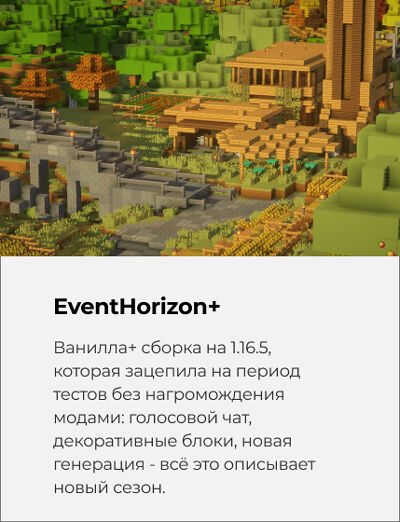 EventHorizon+
Ванилла+ сборка на 1.16.5,
которая зацепила на период
тестов без нагромождения
модами: голосовой чат,
декоративные блоки, новая
генерация - всё это описывает
новый сезон.